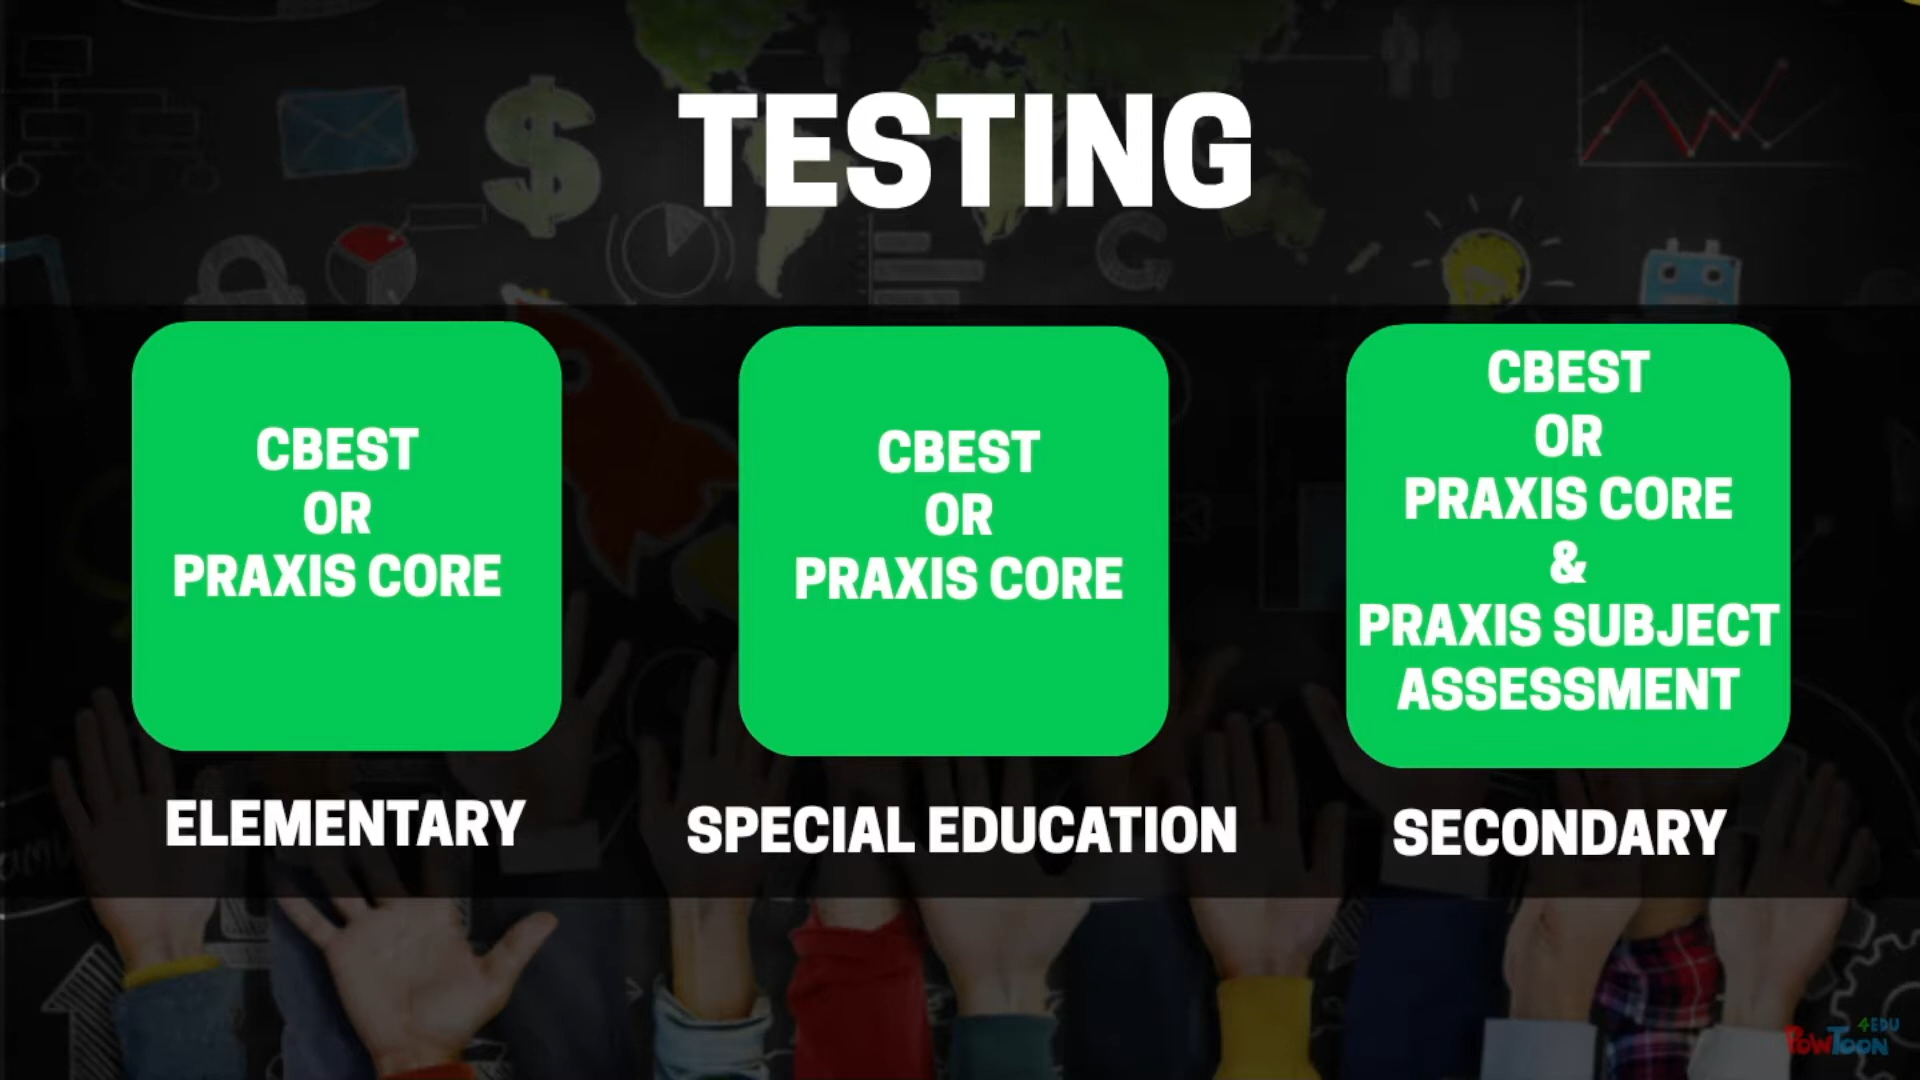 TESTING
CBEST
OR
PRAXIS CORE
ELEMENTARY
CBEST
OR
PRAXIS CORE
SPECIAL EDUCATION
CBEST
OR
PRAXIS CORE
&
PRAXIS SUBJECT
ASSESSMENT
SECONDARY
4EDU
POWTOON